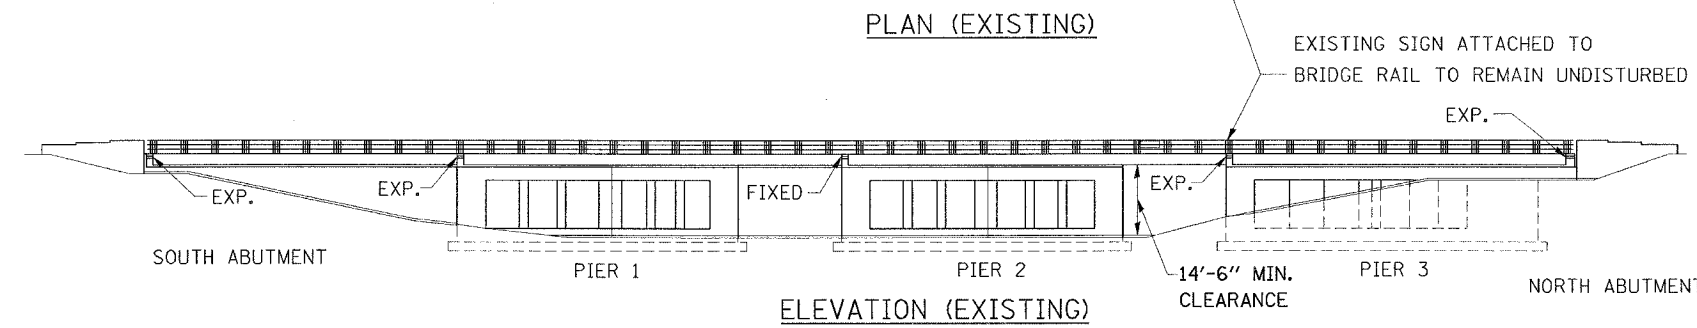 PLAN (EXISTING)
EXISTING SIGN ATTACHED TO
BRIDGE RAIL TO REMAIN UNDISTURBED
EXP.
EXP.
EXP.
FIXED
EXP.
SOUTH ABUTMENT
PIER 1
PIER 2
PIER 3
14'-6" MIN.
CLEARANCE
NORTH ABUTMENT
ELEVATION (EXISTING)